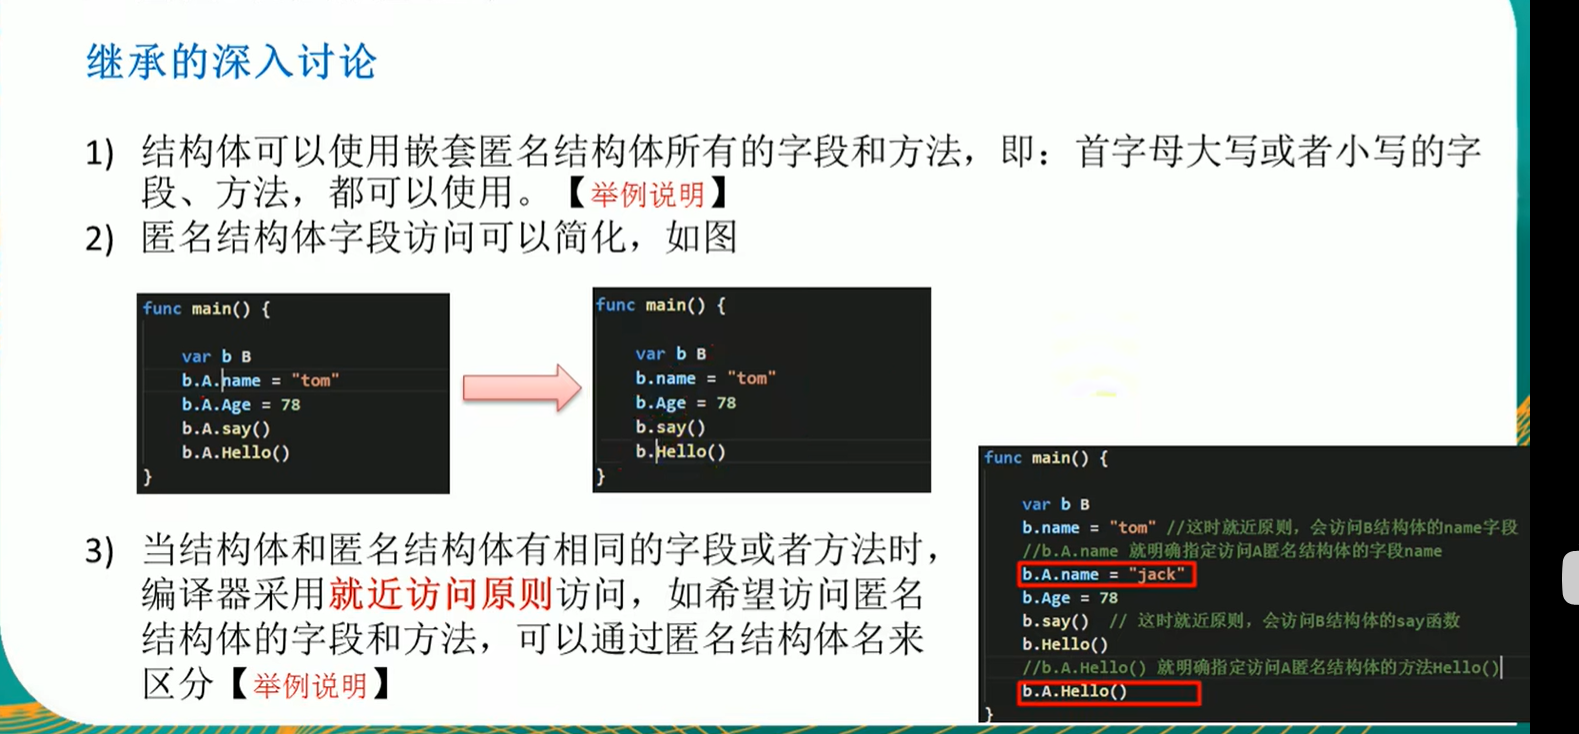 继承的深入讨论
1) 结构体可以使用嵌套匿名结构体所有的字段和方法，即：首字母大写或者小写的字
段、方法，都可以使用。【举例说明】
2) 匿名结构体字段访问可以简化，如图
func main() {
var b B
b.A.name = "tom"
b.A.Age = 78
b.A.say()
b.A.Hello()
}
func main() {
var b B
b.name = "tom"
b.Age = 78
b.say()
b.Hello()
}
3) 当结构体和匿名结构体有相同的字段或者方法时，
编译器采用就近访问原则访问，如希望访问匿名
结构体的字段和方法，可以通过匿名结构体名来
区分【举例说明】
func main() {
var b B
b.name = "tom" //这时就近原则，会访问B结构体的name字段
//b.A.name 就明确指定访问A匿名结构体的字段name
b.A.name = "jack"
b.Age = 78
b.say() // 这时就近原则，会访问B结构体的say函数
b.Hello()
//b.A.Hello() 就明确指定访问A匿名结构体的方法Hello()
b.A.Hello()
}